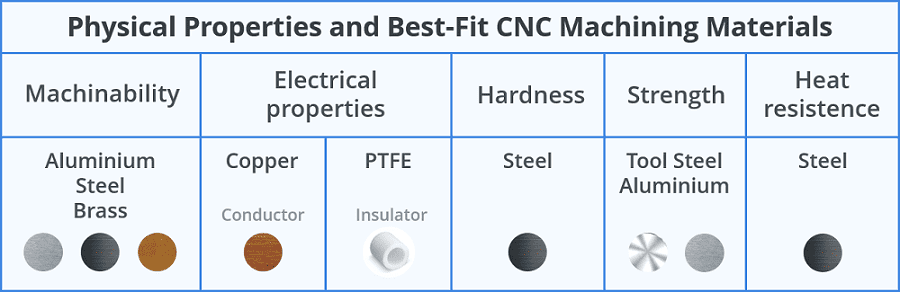 Physical Properties and Best-Fit CNC Machining Materials
Machinability
Electrical
properties
Hardness
Strength
Heat
resistence
Aluminium
Steel
Brass
Copper
Conductor
PTFE
Insulator
Steel
Tool Steel
Aluminium
Steel